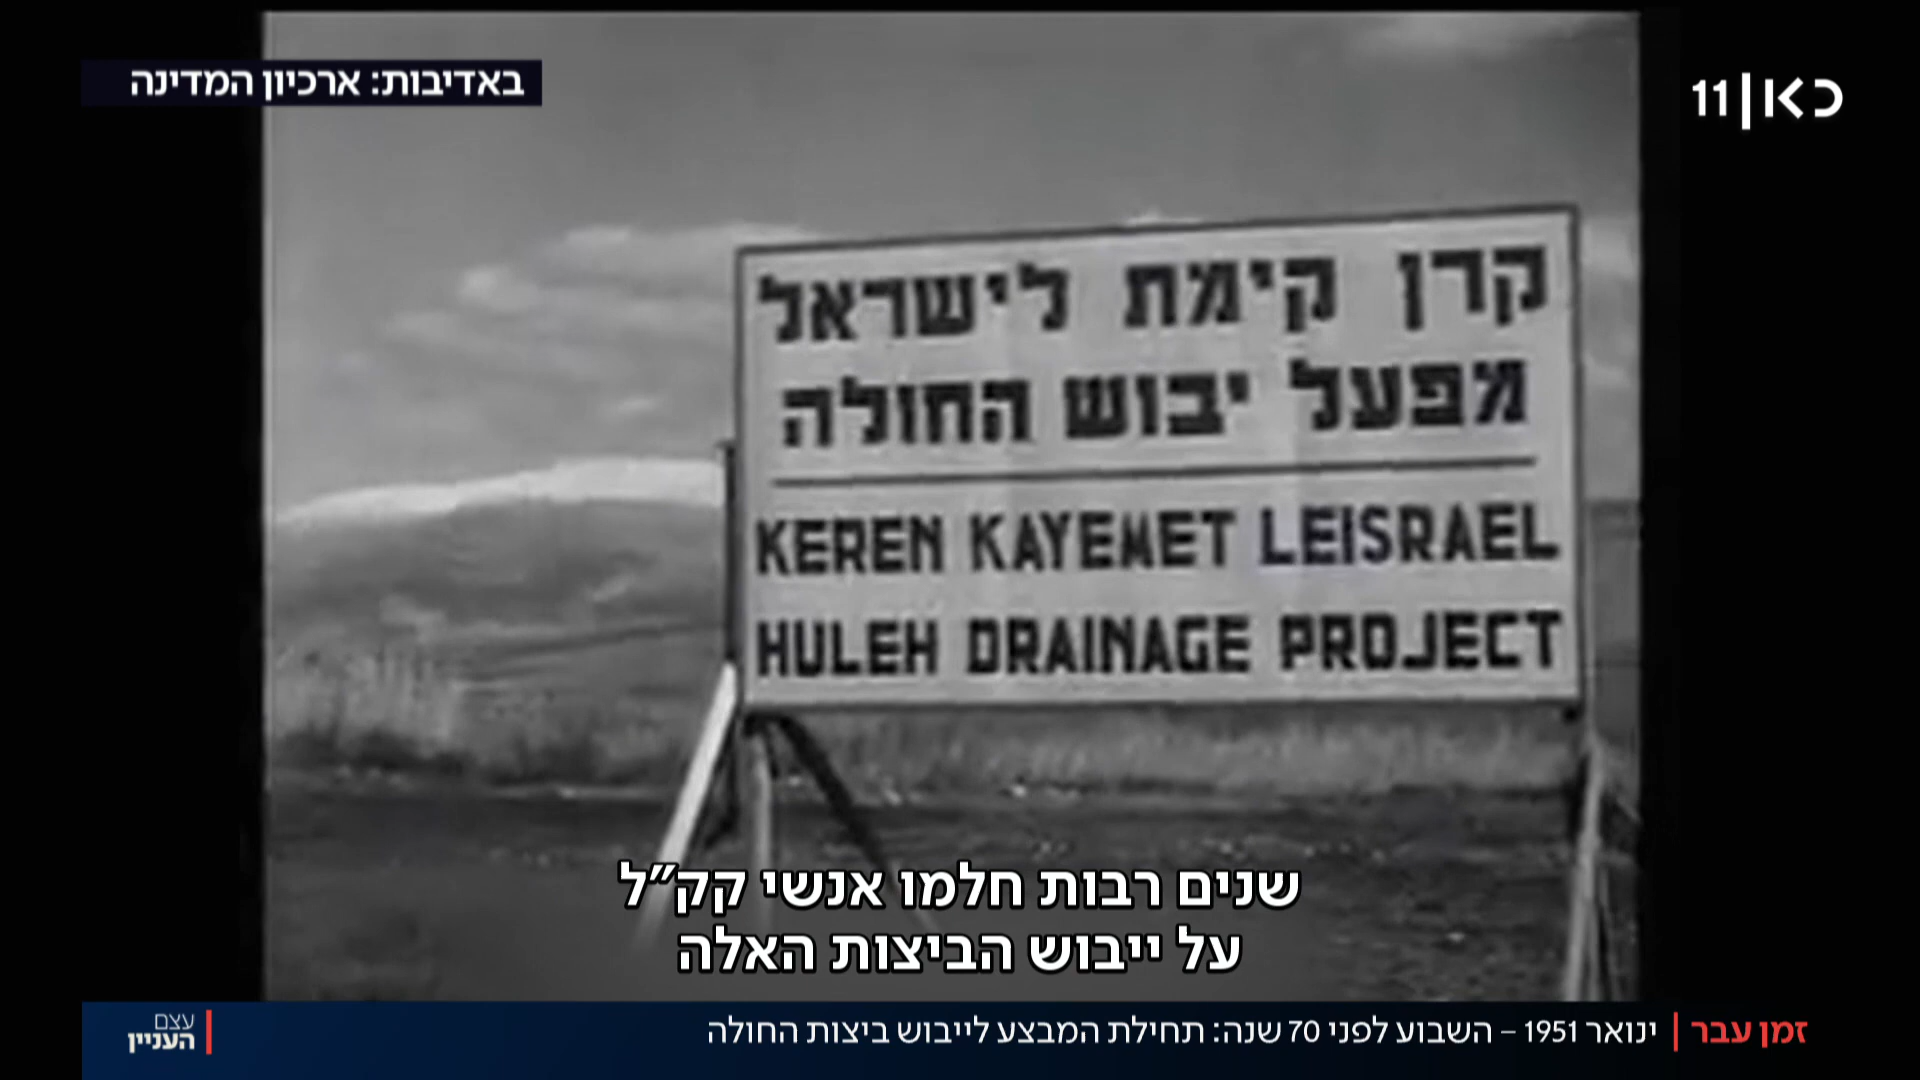 באדיבות: ארכיון המדינה
כאן 11
קרן קימת לישראל
מפעל יבוש החולה
KEREN KAYEMET LEISRAEL
HULEH DRAINAGE PROJECT
שנים רבות חלמו אנשי קק"ל
על ייבוש הביצות האלה
זמן עבר | ינואר 1951 – השבוע לפני 70 שנה: תחילת המבצע לייבוש ביצות החולה
עצם
העניין